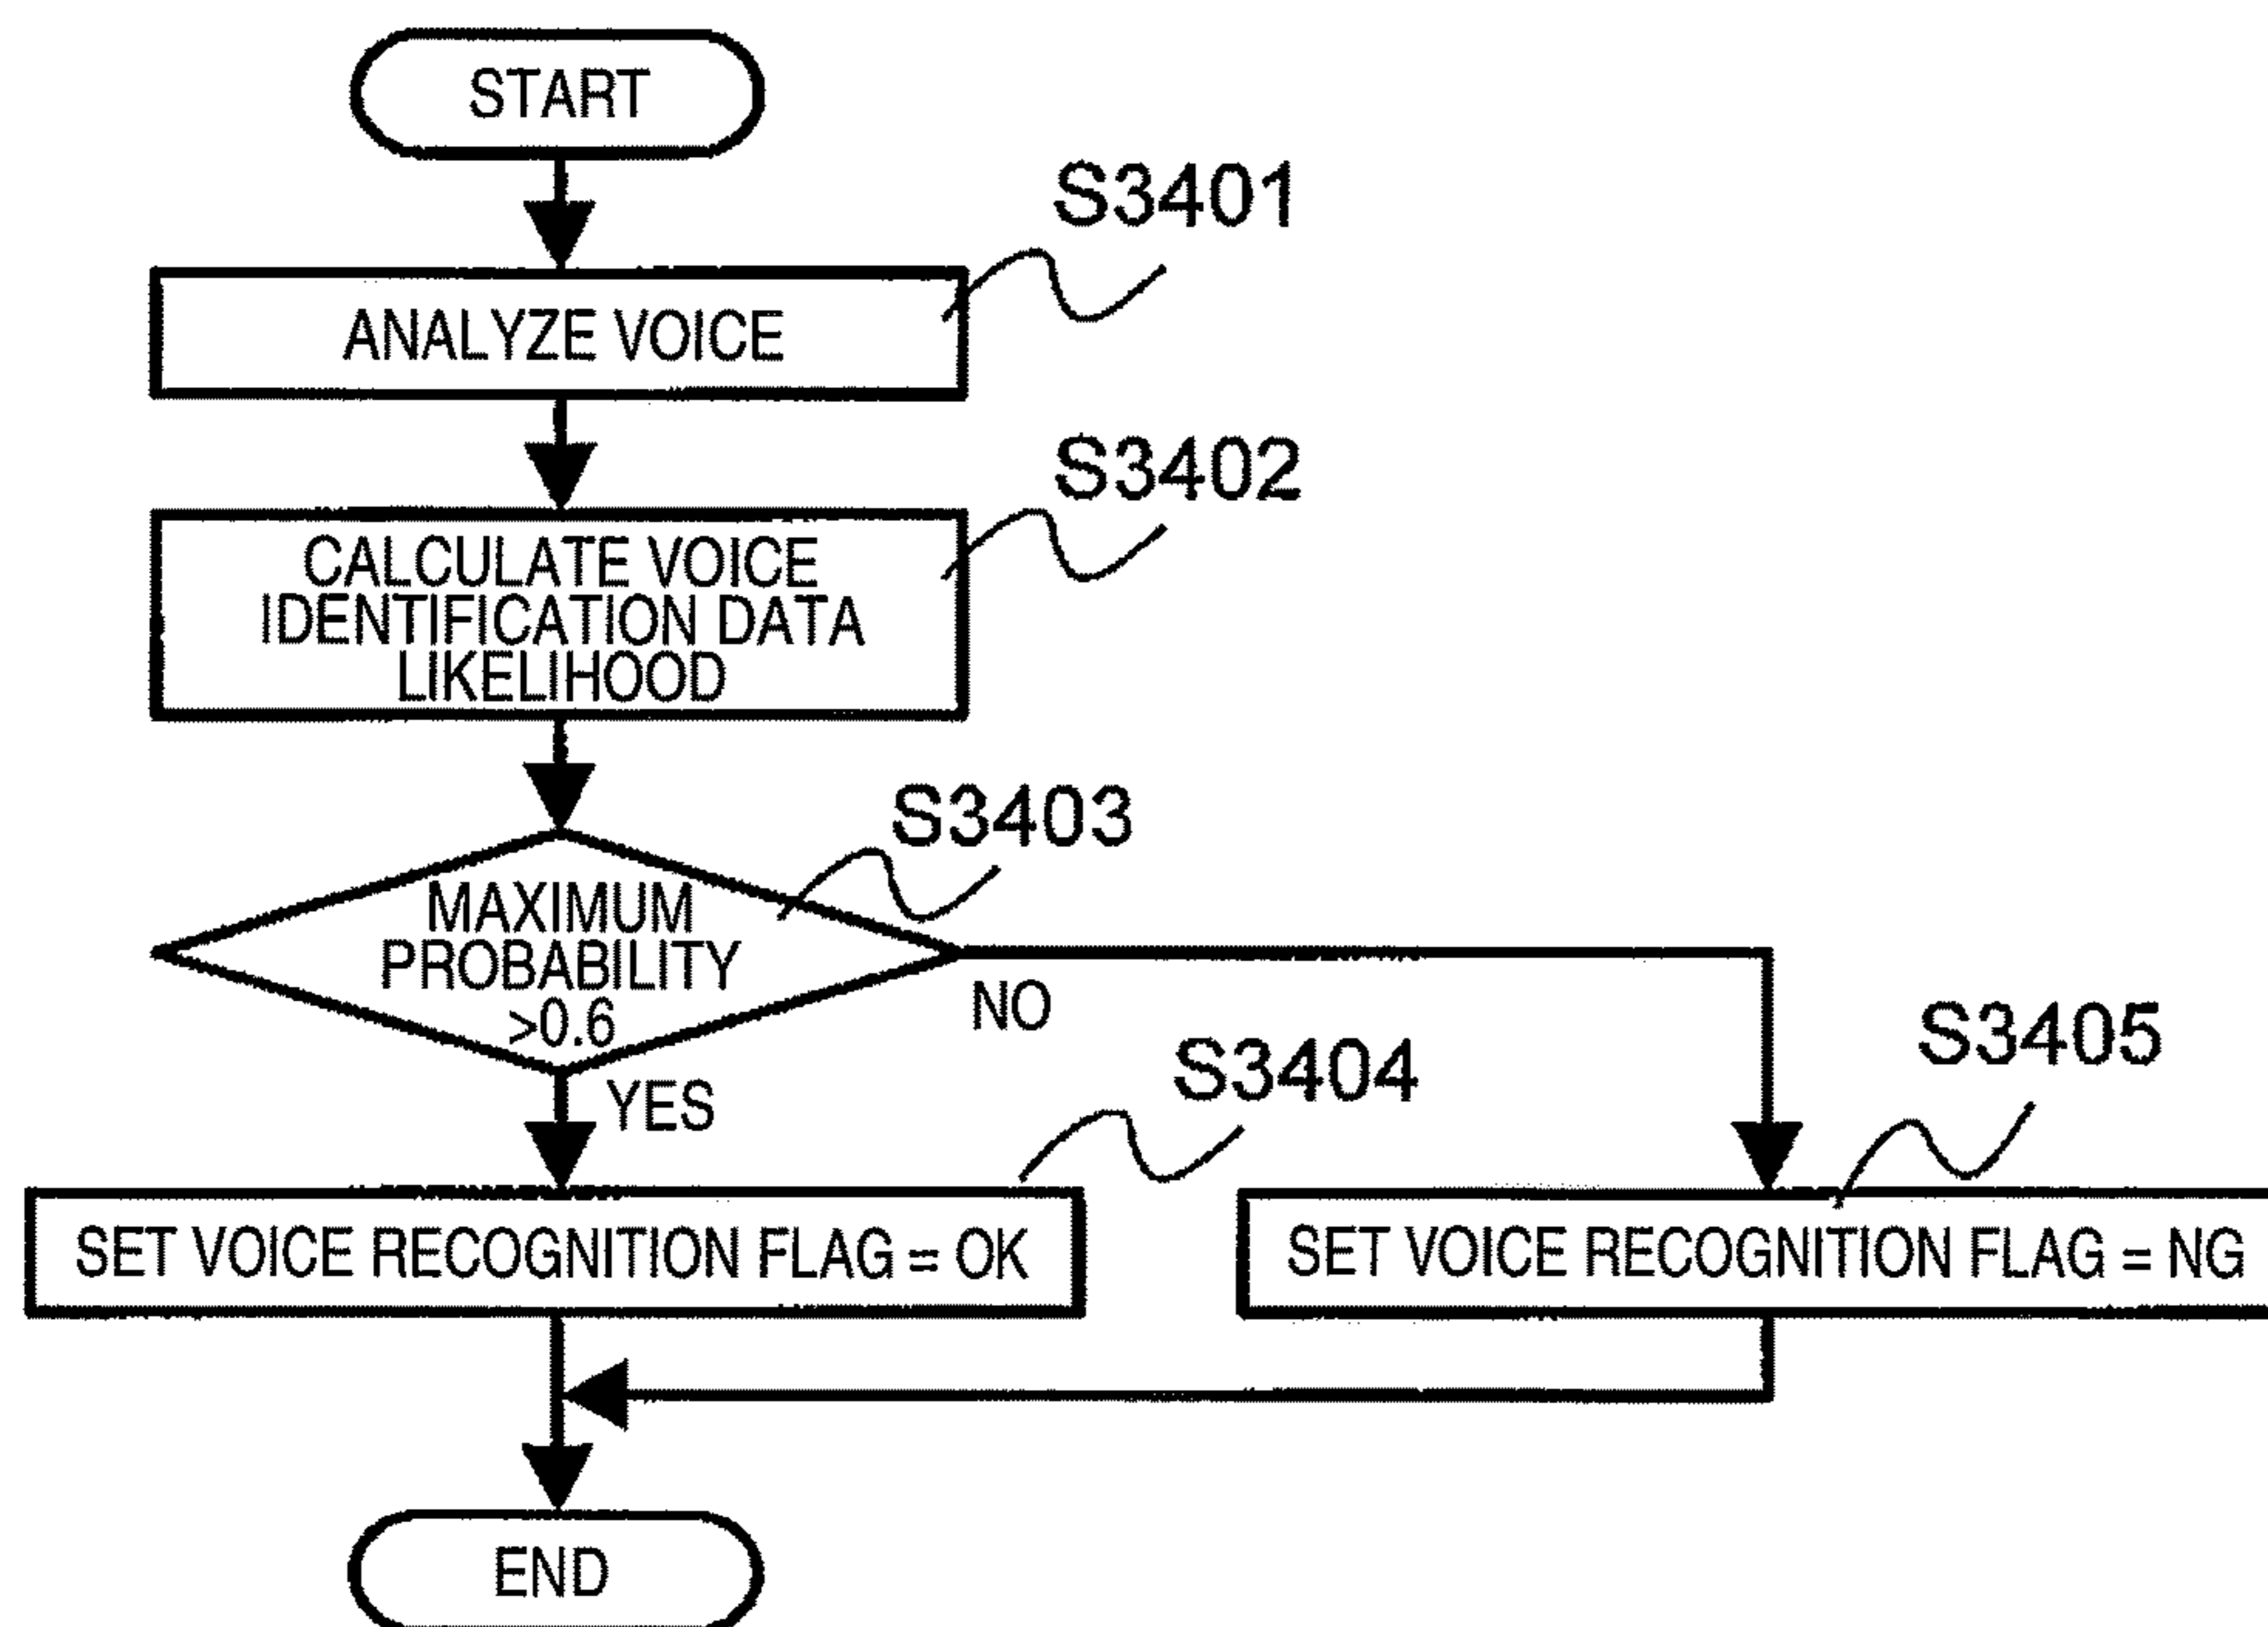 START
S3401
ANALYZE VOICE
S3402
CALCULATE VOICE
IDENTIFICATION DATA
LIKELIHOOD
S3403
MAXIMUM
PROBABILITY
>0.6
NO
YES
S3404
S3405
SET VOICE RECOGNITION FLAG = OK
SET VOICE RECOGNITION FLAG = NG
END